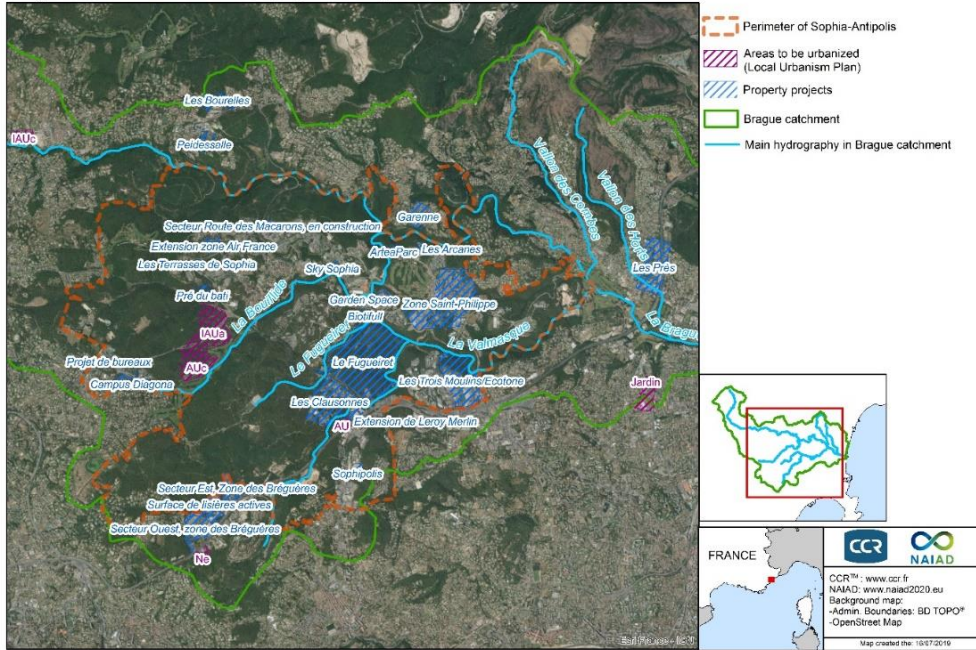 Les Bourelles
IAUc
Peidessalle
Vallon des Combes
Vallon des Horts
Garenne
Secteur Route des Macarons, en construction
Extension zone Air France
ArteaParc
Les Arcanes
Les Terrasses de Sophia
Sky Sophia
Les Prés
Pré du bati
La Bouillide
Garden Space
Zone Saint-Philippe
Biotifull
La Brague
IAUa
Le Fugueiret
La Valmasque
Projet de bureaux
AUc
Le Fugueiret
Campus Diagona
Les Trois Moulins/Ecotone
Jardin
Les Clausonnes
AU
Extension de Leroy Merlin
Sophipolis
Secteur Est, Zone des Bréguères
Surface de lisières actives
Secteur Ouest, zone des Bréguères
Ne
Perimeter of Sophia-Antipolis
Areas to be urbanized
(Local Urbanism Plan)
Property projects
Brague catchment
Main hydrography in Brague catchment
FRANCE
CCR
NAIAD
CCR™ : www.ccr.fr
NAIAD: www.naiad2020.eu
Background map:
-Admin. Boundaries: BD TOPO®
-OpenStreet Map
Map created the: 16/07/2019